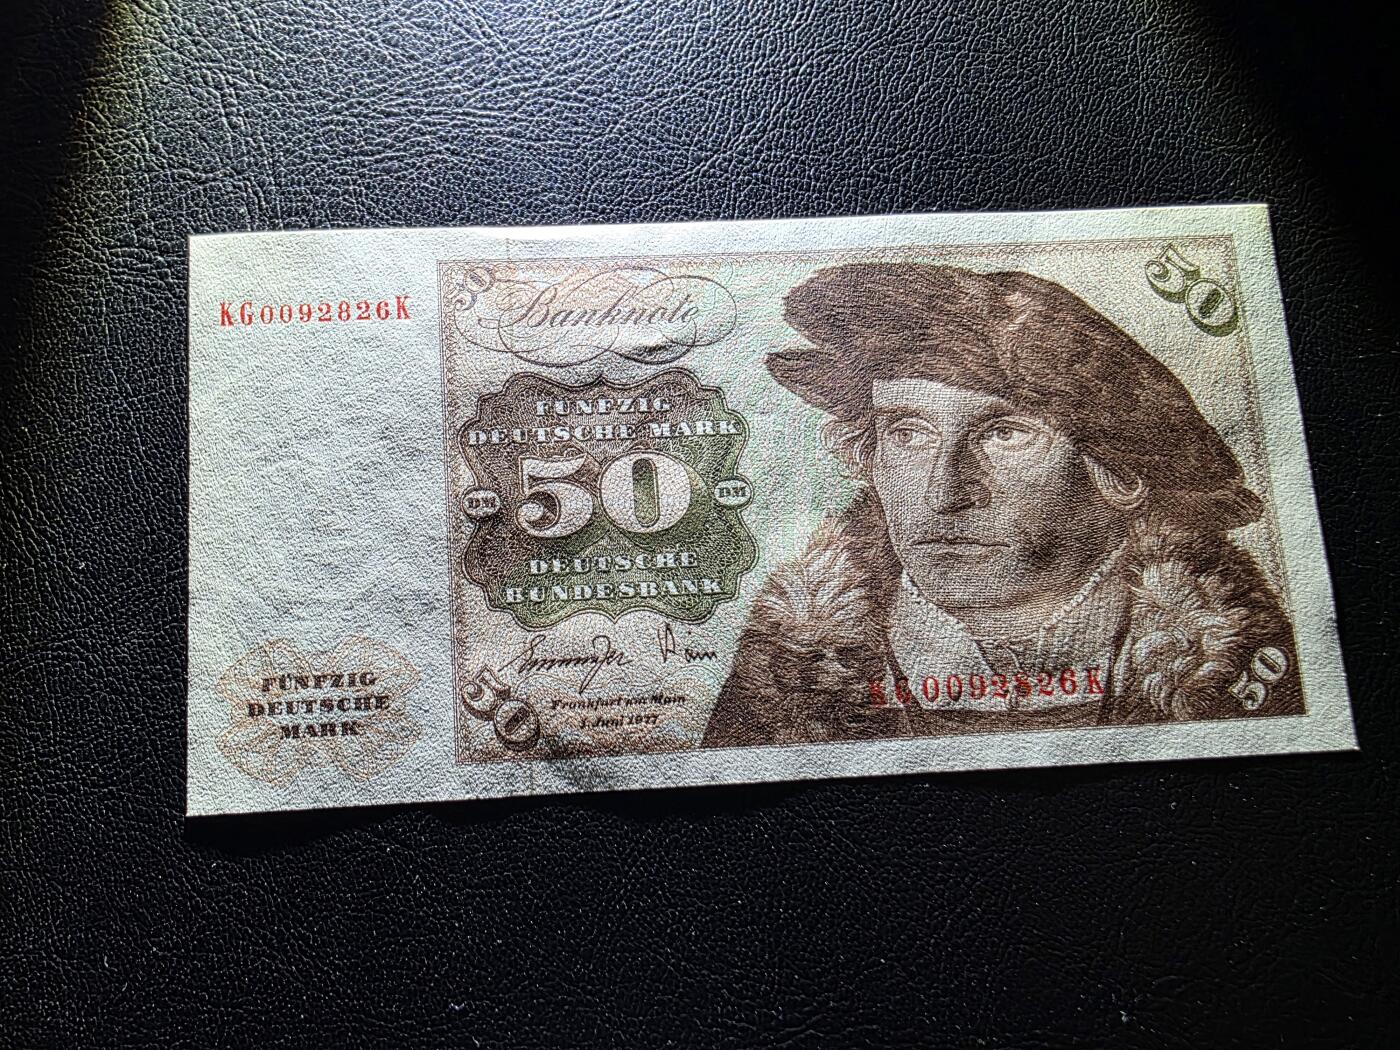 KG0092826K
50
Banknote
50
FÜNFZIG
DEUTSCHE MARK
DM
50
DM
DEUTSCHE
BUNDESBANK
50
Frankfurt am Main
1. Juni 1977
FÜNFZIG
DEUTSCHE
MARK
KG0092826K
50